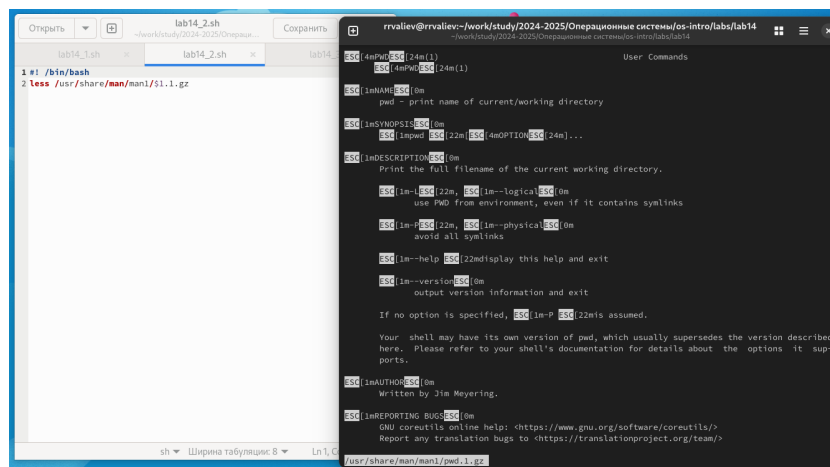 Открыть
lab14_2.sh
~/work/study/2024-2025/Операци...
Сохранить
lab14_1.sh ×
lab14_2.sh ×
lab14_
1 #! /bin/bash
2 less /usr/share/man/man1/$1.1.gz
sh Ширина табуляции: 8 Ln 1, C
rrvaliev@rrvaliev:~/work/study/2024-2025/Операционные системы/os-intro/labs/lab14
~/work/study/2024-2025/Операционные системы/os-intro/labs/lab14
ESC[4mPWDESC[24m(1) User Commands
ESC[4mPWDESC[24m(1)
ESC[1mNAMEESC[0m
pwd - print name of current/working directory
ESC[1mSYNOPSISESC[0m
ESC[1mpwd ESC[22m[ESC[4mOPTIONESC[24m]...
ESC[1mDESCRIPTIONESC[0m
Print the full filename of the current working directory.
ESC[1m-LESC[22m, ESC[1m--logicalESC[0m
use PWD from environment, even if it contains symlinks
ESC[1m-PESC[22m, ESC[1m--physicalESC[0m
avoid all symlinks
ESC[1m--help ESC[22mdisplay this help and exit
ESC[1m--versionESC[0m
output version information and exit
If no option is specified, ESC[1m-P ESC[22mis assumed.
Your shell may have its own version of pwd, which usually supersedes the version described
here. Please refer to your shell's documentation for details about the options it sup-
ports.
ESC[1mAUTHORESC[0m
Written by Jim Meyering.
ESC[1mREPORTING BUGSESC[0m
GNU coreutils online help: <https://www.gnu.org/software/coreutils/>
Report any translation bugs to <https://translationproject.org/team/>
/usr/share/man/man1/pwd.1.gz